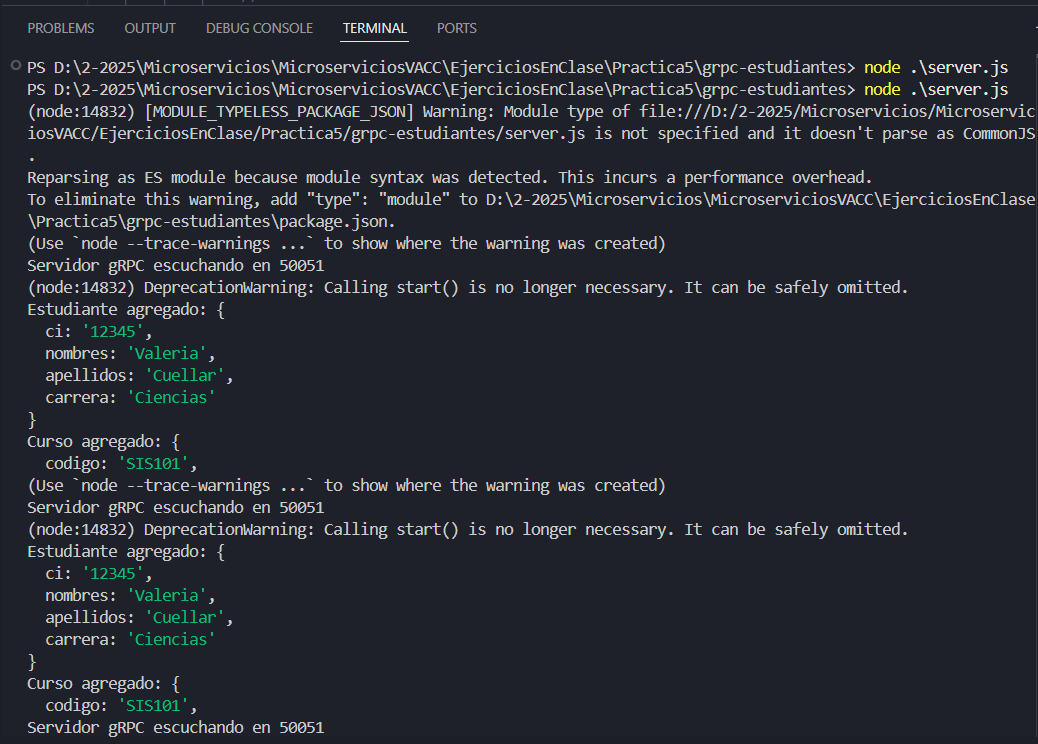 PROBLEMS OUTPUT DEBUG CONSOLE TERMINAL PORTS
PS D:\2-2025\Microservicios\MicroserviciosVACC\EjerciciosEnClase\Practica5\grpc-estudiantes> node .\server.js
PS D:\2-2025\Microservicios\MicroserviciosVACC\EjerciciosEnClase\Practica5\grpc-estudiantes> node .\server.js
(node:14832) [MODULE_TYPELESS_PACKAGE_JSON] Warning: Module type of file:///D:/2-2025/Microservicios/Microservic
iosVACC/EjerciciosEnClase/Practica5/grpc-estudiantes/server.js is not specified and it doesn't parse as CommonJS
.
Reparsing as ES module because module syntax was detected. This incurs a performance overhead.
To eliminate this warning, add "type": "module" to D:\2-2025\Microservicios\MicroserviciosVACC\EjerciciosEnClase
\Practica5\grpc-estudiantes\package.json.
(Use `node --trace-warnings ...` to show where the warning was created)
Servidor gRPC escuchando en 50051
(node:14832) DeprecationWarning: Calling start() is no longer necessary. It can be safely omitted.
Estudiante agregado: {
  ci: '12345',
  nombres: 'Valeria',
  apellidos: 'Cuellar',
  carrera: 'Ciencias'
}
Curso agregado: {
  codigo: 'SIS101',
(Use `node --trace-warnings ...` to show where the warning was created)
Servidor gRPC escuchando en 50051
(node:14832) DeprecationWarning: Calling start() is no longer necessary. It can be safely omitted.
Estudiante agregado: {
  ci: '12345',
  nombres: 'Valeria',
  apellidos: 'Cuellar',
  carrera: 'Ciencias'
}
Curso agregado: {
  codigo: 'SIS101',
Servidor gRPC escuchando en 50051